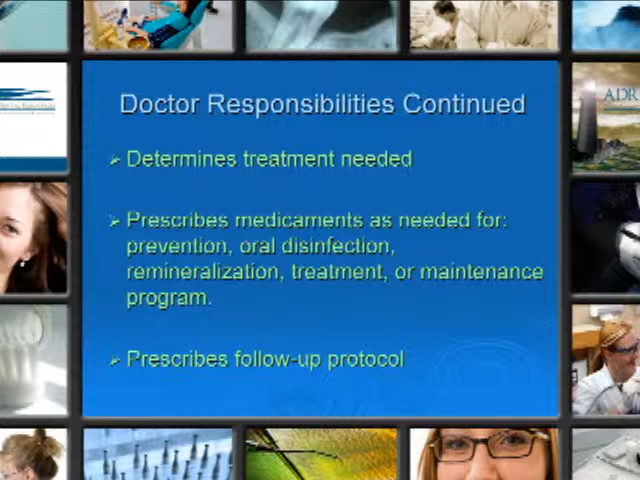 Doctor Responsibilities Continued
Determines treatment needed
Prescribes medicaments as needed for:
prevention, oral disinfection,
remineralization, treatment, or maintenance
program.
Prescribes follow-up protocol
ADR